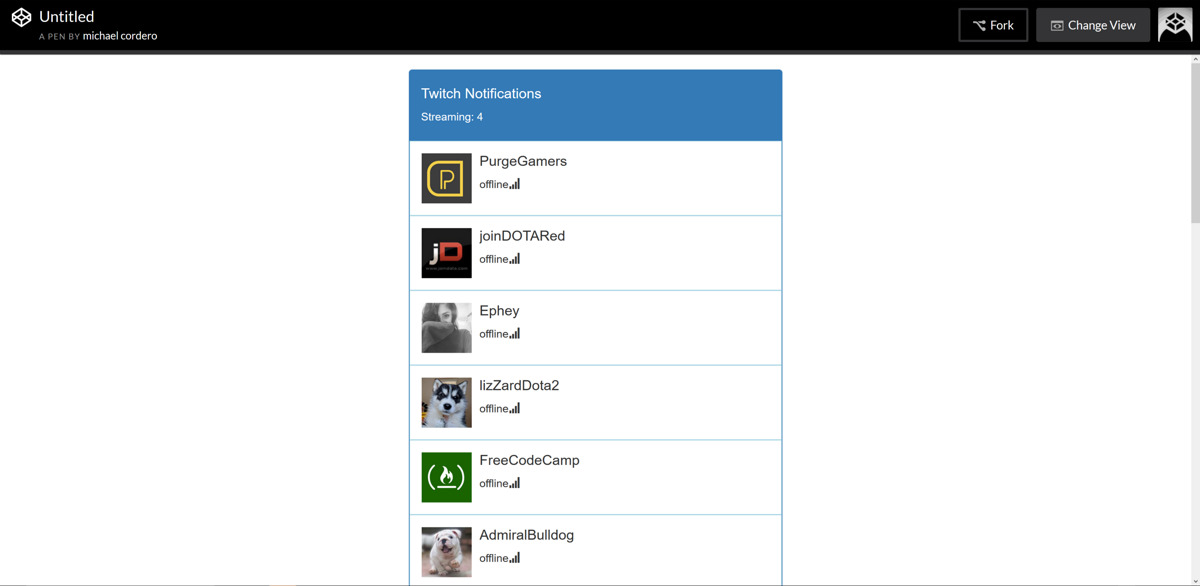 Untitled
A PEN BY michael cordero
Fork
Change View
Twitch Notifications
Streaming: 4
PurgeGamers
offline
jD
joinDOTARed
offline
Ephey
offline
lizZardDota2
offline
FreeCodeCamp
offline
AdmiralBulldog
offline